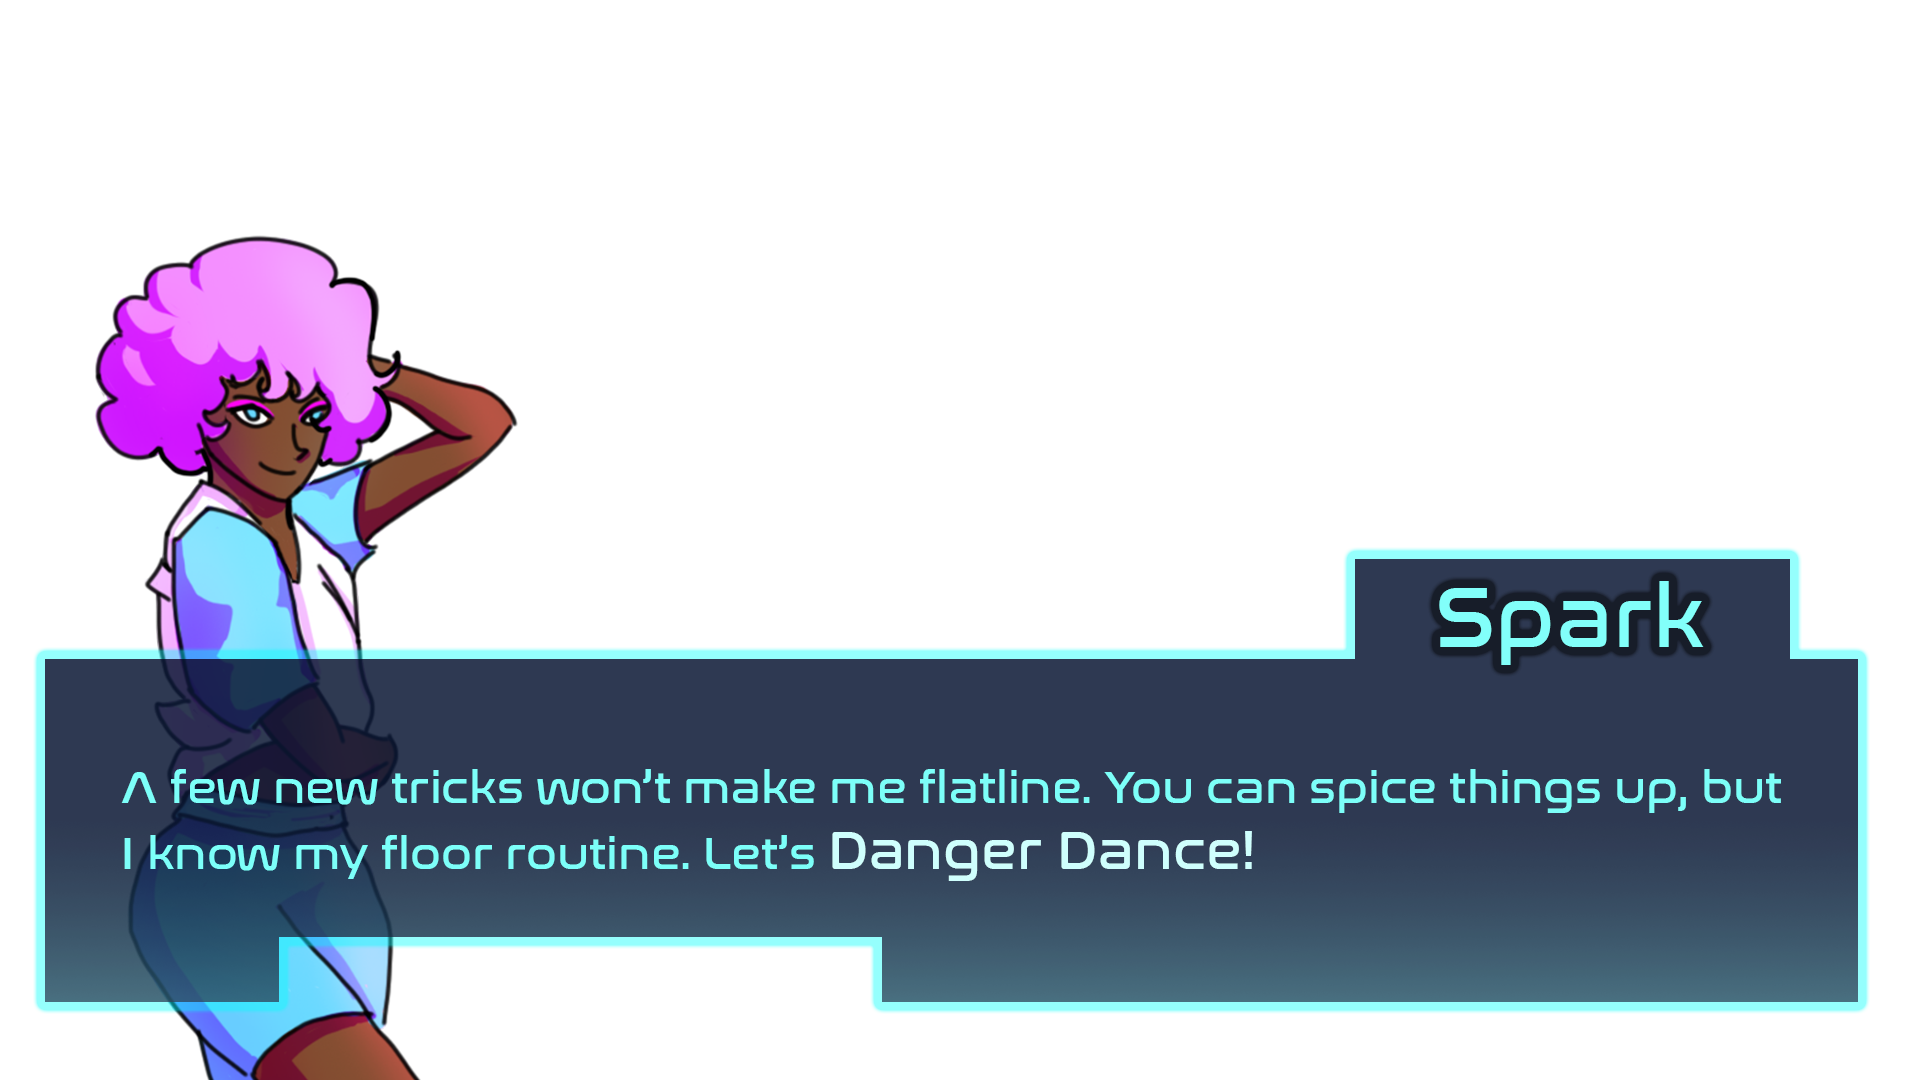 Spark
A few new tricks won't make me flatline. You can spice things up, but
I know my floor routine. Let's Danger Dance!